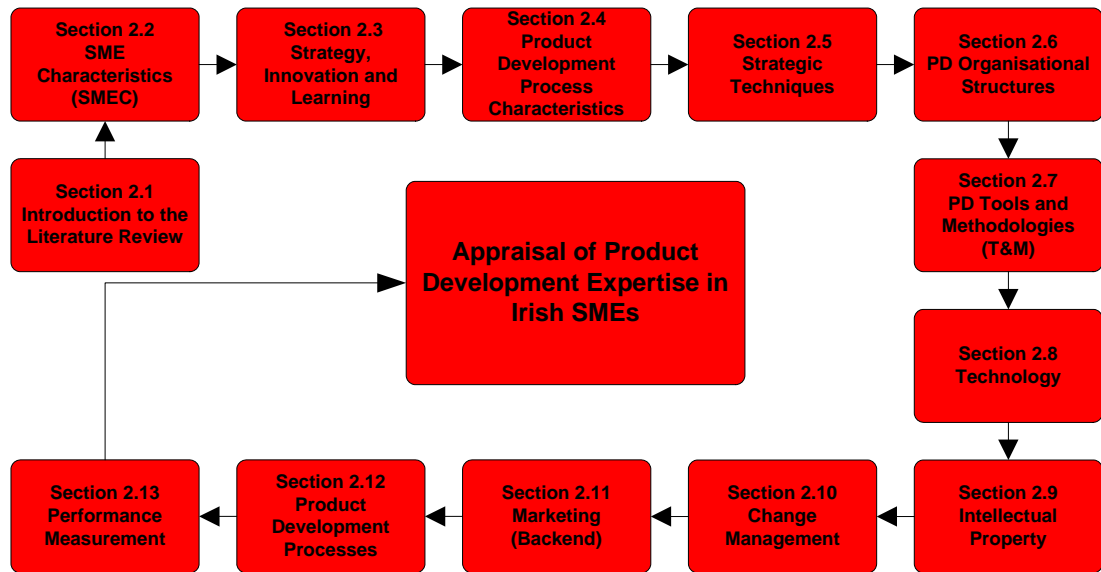 Section 2.2
SME
Characteristics
(SMEC)
Section 2.3
Strategy,
Innovation and
Learning
Section 2.4
Product
Development
Process
Characteristics
Section 2.5
Strategic
Techniques
Section 2.6
PD Organisational
Structures
Section 2.1
Introduction to the
Literature Review
Appraisal of Product
Development Expertise in
Irish SMEs
Section 2.7
PD Tools and
Methodologies
(T&M)
Section 2.8
Technology
Section 2.13
Performance
Measurement
Section 2.12
Product
Development
Processes
Section 2.11
Marketing
(Backend)
Section 2.10
Change
Management
Section 2.9
Intellectual
Property